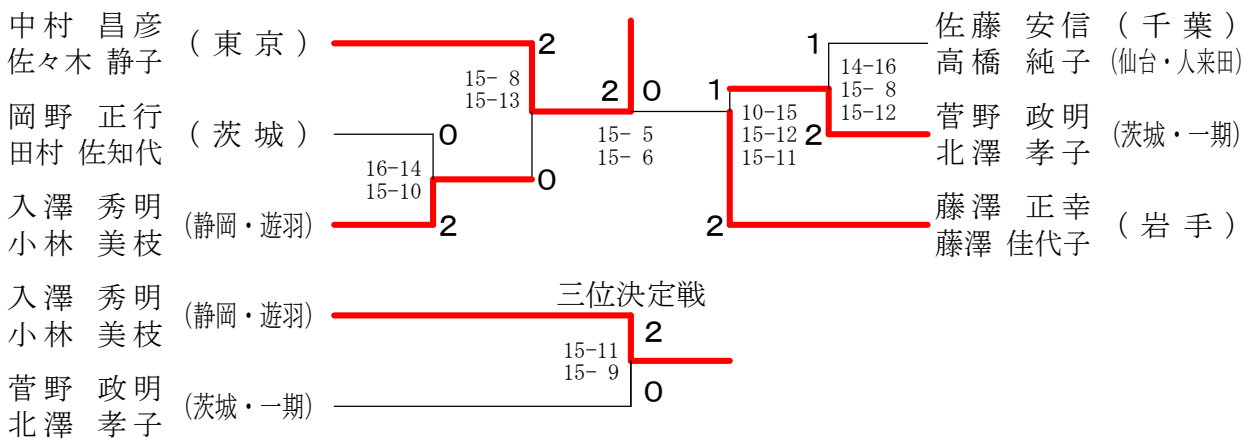 中村 昌彦
佐々木 静子
(東京)
2
15- 8
15-13
岡野 正行
田村 佐知代
(茨城)
0
16-14
15-10
0
入澤 秀明
小林 美枝
(静岡・遊羽)
2
2 0
15- 5
15- 6
佐藤 安信 (千葉)
高橋 純子 (仙台・人来田)
1
14-16
15- 8
15-12
1
10-15
15-12
15-11
2
菅野 政明
北澤 孝子
(茨城・一期)
藤澤 正幸
藤澤 佳代子
(岩手)
2
三位決定戦
入澤 秀明
小林 美枝
(静岡・遊羽)
2
15-11
15- 9
0
菅野 政明
北澤 孝子
(茨城・一期)